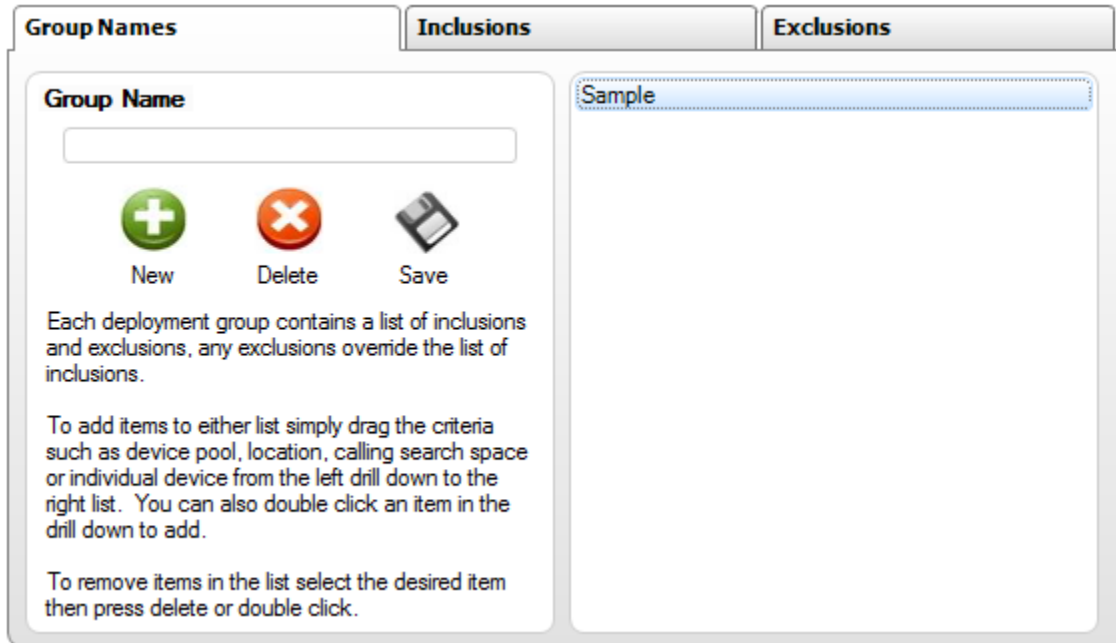 Group Names
Inclusions
Exclusions
Group Name
New
Delete
Save
Each deployment group contains a list of inclusions
and exclusions, any exclusions override the list of
inclusions.
To add items to either list simply drag the criteria
such as device pool, location, calling search space
or individual device from the left drill down to the
right list. You can also double click an item in the
drill down to add.
To remove items in the list select the desired item
then press delete or double click.
Sample